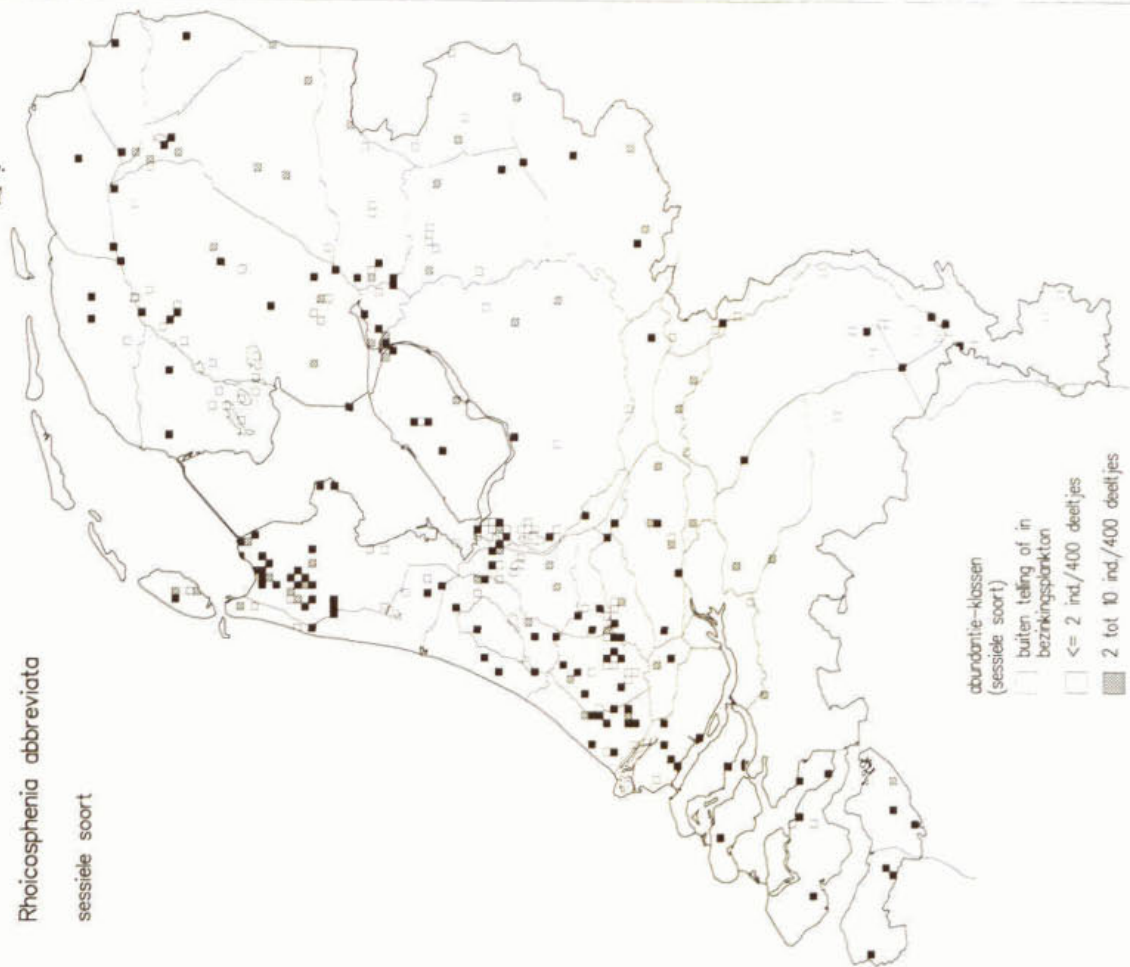 Rhoicosphenia abbreviata
sessiele soort
abundantie-klassen
(sessiele soort)
buiten telling of in
bezinkingsplankton
<= 2 ind./400 deeltjes
2 tot 10 ind./400 deeltjes